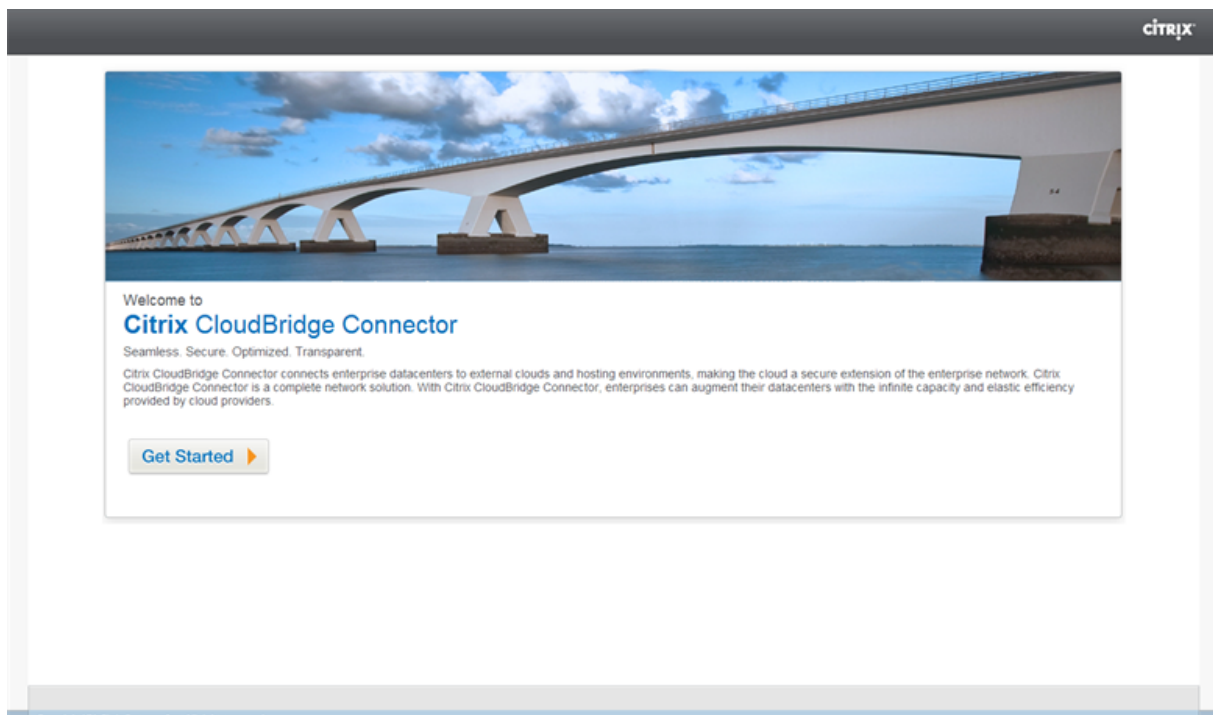 CİTRIX
Welcome to
Citrix CloudBridge Connector
Seamless. Secure. Optimized. Transparent.
Citrix CloudBridge Connector connects enterprise datacenters to external clouds and hosting environments, making the cloud a secure extension of the enterprise network. Citrix
CloudBridge Connector is a complete network solution. With Citrix CloudBridge Connector, enterprises can augment their datacenters with the infinite capacity and elastic efficiency
provided by cloud providers.
Get Started